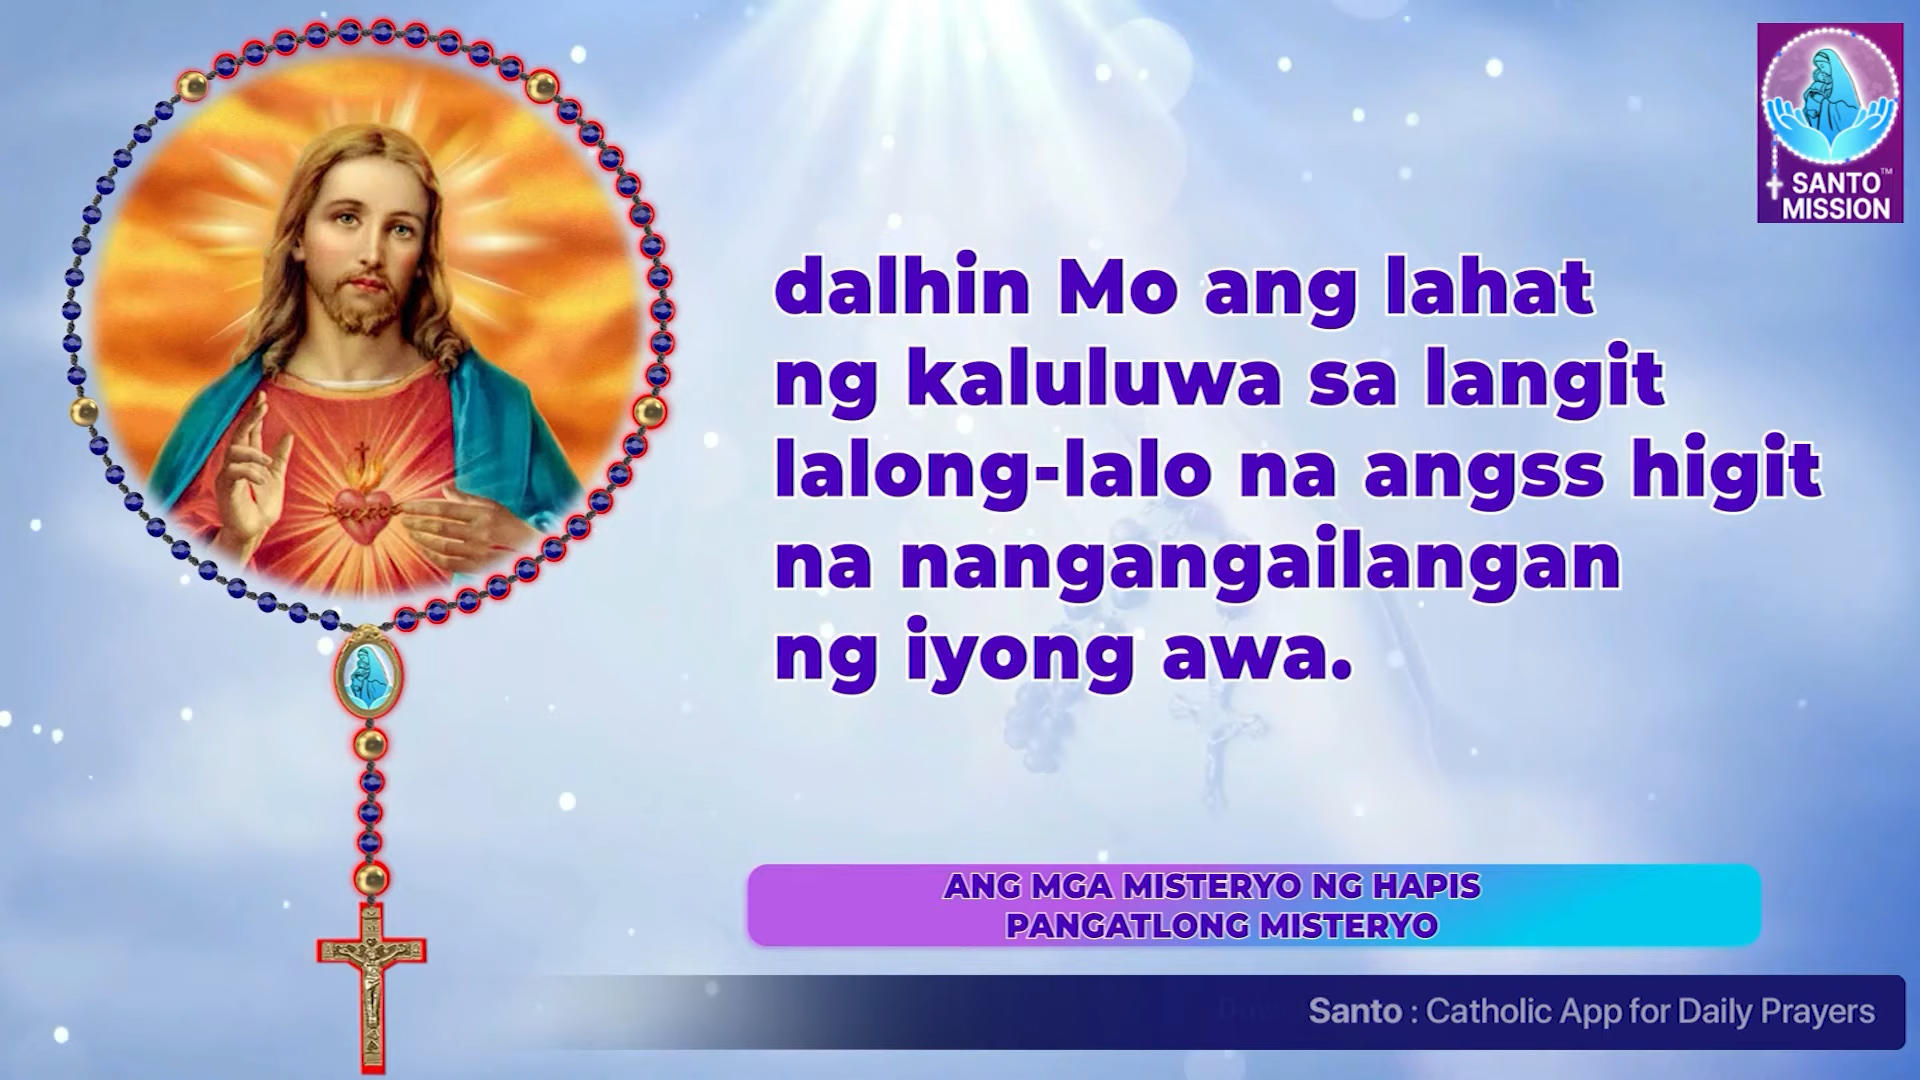 SANTO™
MISSION
dalhin Mo ang lahat
ng kaluluwa sa langit
lalong-lalo na angss higit
na nangangailangan
ng iyong awa.
ANG MGA MISTERYO NG HAPIS
PANGATLONG MISTERYO
Santo : Catholic App for Daily Prayers